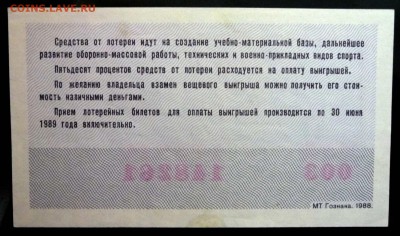 COINS.LAVE.RU
Средства от лотереи идут на создание учебно-материальной базы, дальнейшее
развитие оборонно-массовой работы, технических и военно-прикладных видов спорта.
Пятьдесят процентов средств от лотереи расходуется на оплату выигрышей.
По желанию владельца взамен вещевого выигрыша можно получить его стои-
мость наличными деньгами.
Прием лотерейных билетов для оплаты выигрышей производится по 30 июня
1989 года включительно.
003 148261
МТ Гознака. 1988.